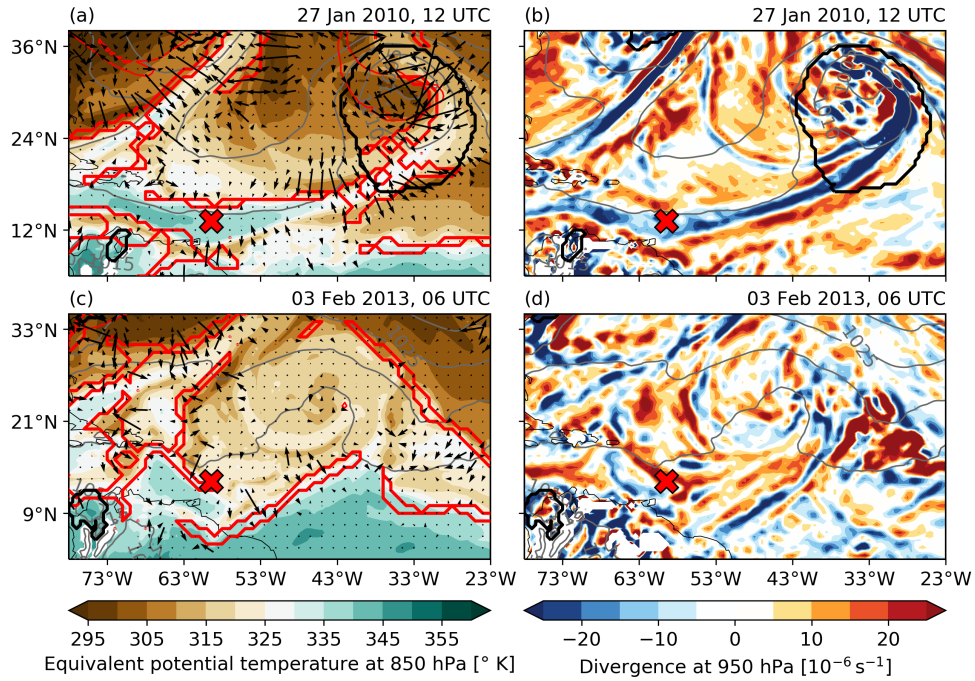 (a) 27 Jan 2010, 12 UTC
(b) 27 Jan 2010, 12 UTC
36°N
24°N
12°N
(c) 03 Feb 2013, 06 UTC
(d) 03 Feb 2013, 06 UTC
1025
33°N
21°N
9°N
73°W 63°W 53°W 43°W 33°W 23°W
73°W 63°W 53°W 43°W 33°W 23°W
295 305 315 325 335 345 355
−20 −10 0 10 20
Equivalent potential temperature at 850 hPa [° K]
Divergence at 950 hPa [10⁻⁶ s⁻¹]